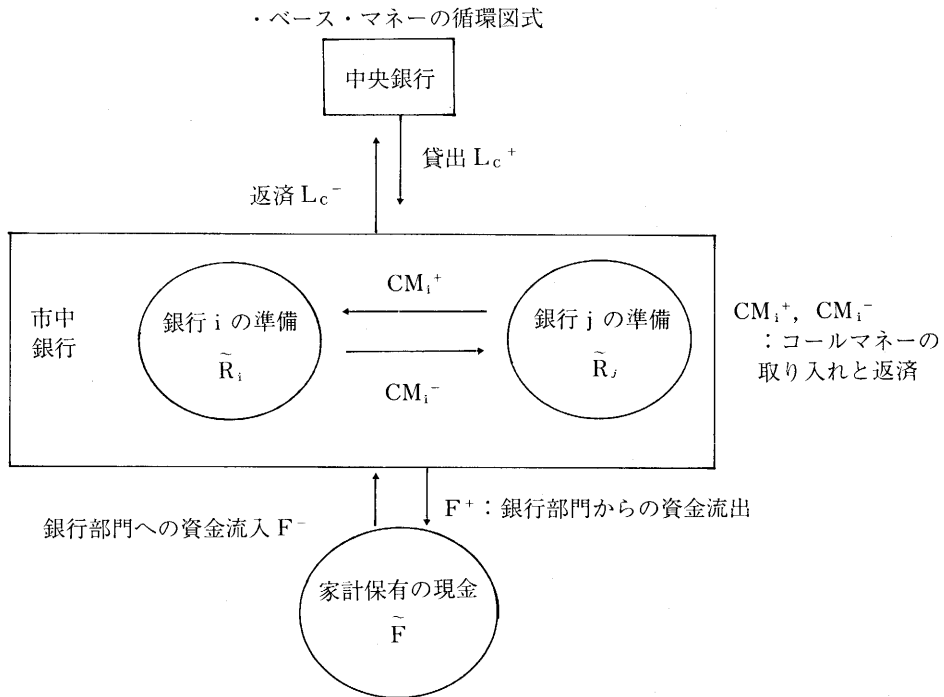 ・ベース・マネーの循環図式
中央銀行
貸出 Lc⁺
返済 Lc⁻
市中
銀行
銀行 i の準備
R̃i
CMi⁺
CMi⁻
銀行 j の準備
R̃j
CMi⁺, CMi⁻
：コールマネーの
取り入れと返済
銀行部門への資金流入 F⁻
F⁺：銀行部門からの資金流出
家計保有の現金
F̃